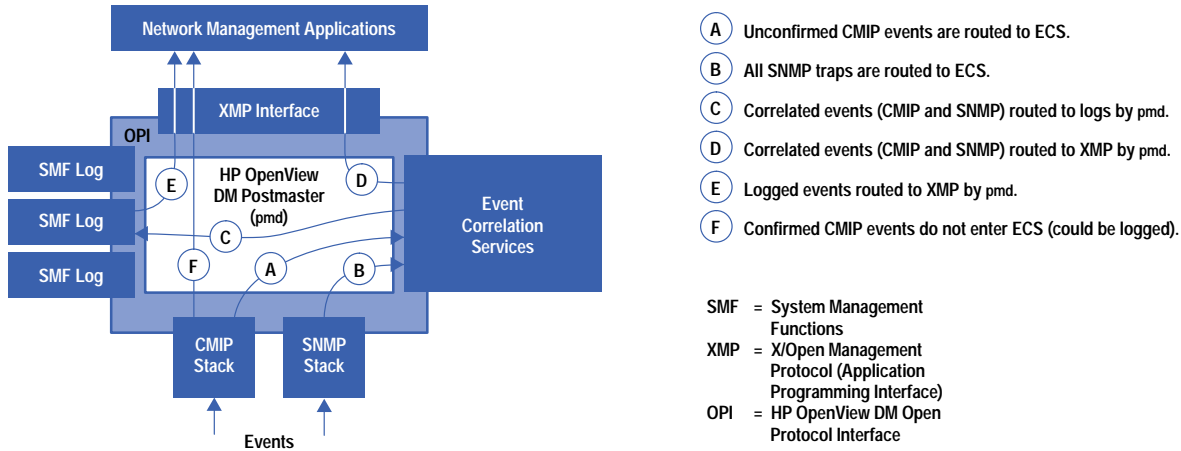 Network Management Applications
XMP Interface
OPI
SMF Log
SMF Log
SMF Log
HP OpenView
DM Postmaster
(pmd)
E
D
C
F
A
B
Event
Correlation
Services
CMIP
Stack
SNMP
Stack
Events
A Unconfirmed CMIP events are routed to ECS.
B All SNMP traps are routed to ECS.
C Correlated events (CMIP and SNMP) routed to logs by pmd.
D Correlated events (CMIP and SNMP) routed to XMP by pmd.
E Logged events routed to XMP by pmd.
F Confirmed CMIP events do not enter ECS (could be logged).
SMF = System Management
Functions
XMP = X/Open Management
Protocol (Application
Programming Interface)
OPI = HP OpenView DM Open
Protocol Interface